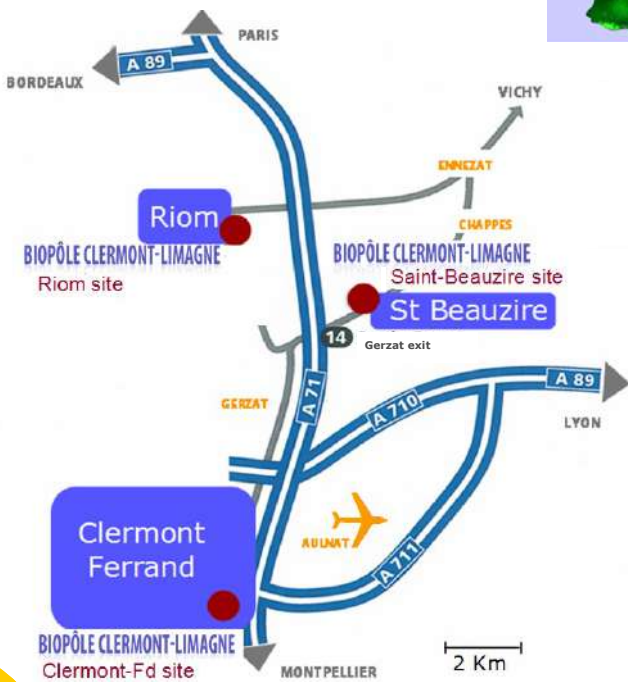 PARIS
A 89
BORDEAUX
VICHY
ENNEZAT
Riom
CHAPPES
BIOPÔLE CLERMONT-LIMAGNE
Riom site
BIOPÔLE CLERMONT-LIMAGNE
Saint-Beauzire site
St Beauzire
14
Gerzat exit
A 71
GERZAT
A 710
A 89
LYON
Clermont
Ferrand
AULNAT
A 711
BIOPÔLE CLERMONT-LIMAGNE
Clermont-Fd site
MONTPELLIER
2 Km